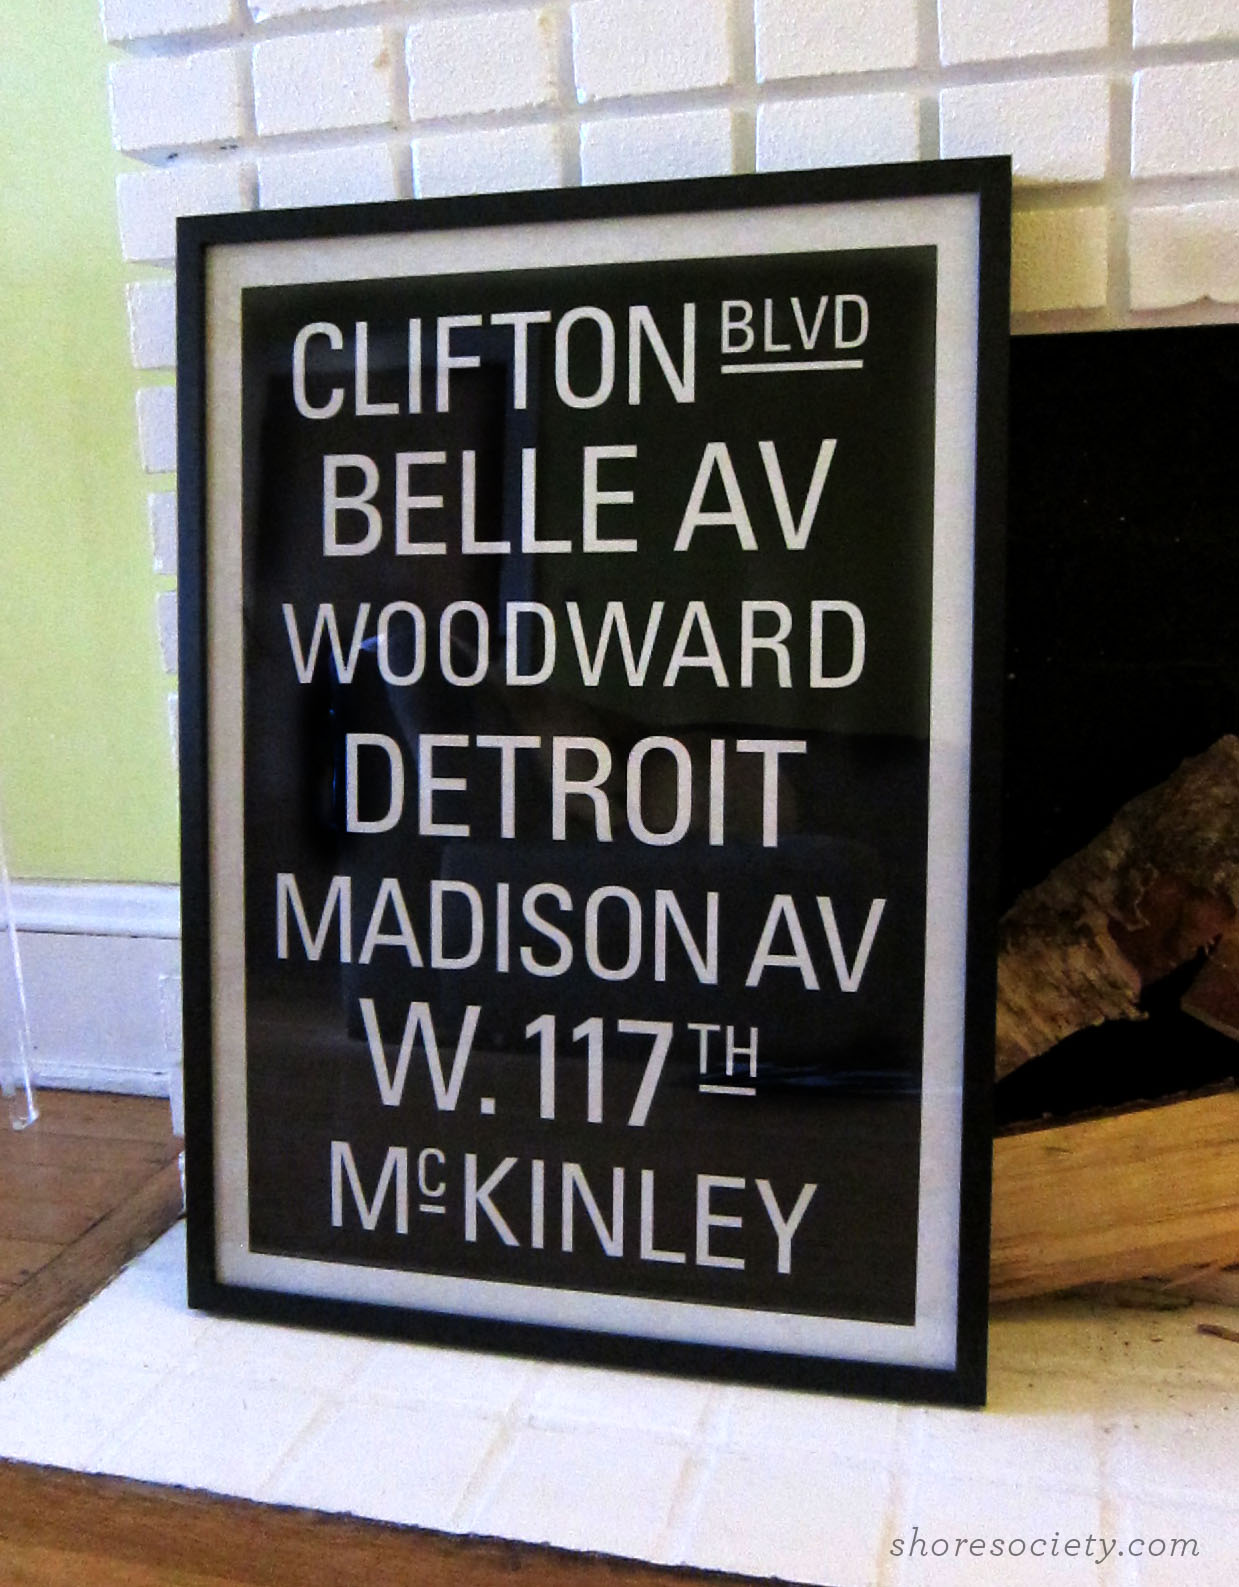 CLIFTON BLVD
BELLE AV
WOODWARD
DETROIT
MADISON AV
W. 117TH
McKINLEY
shoresociety.com